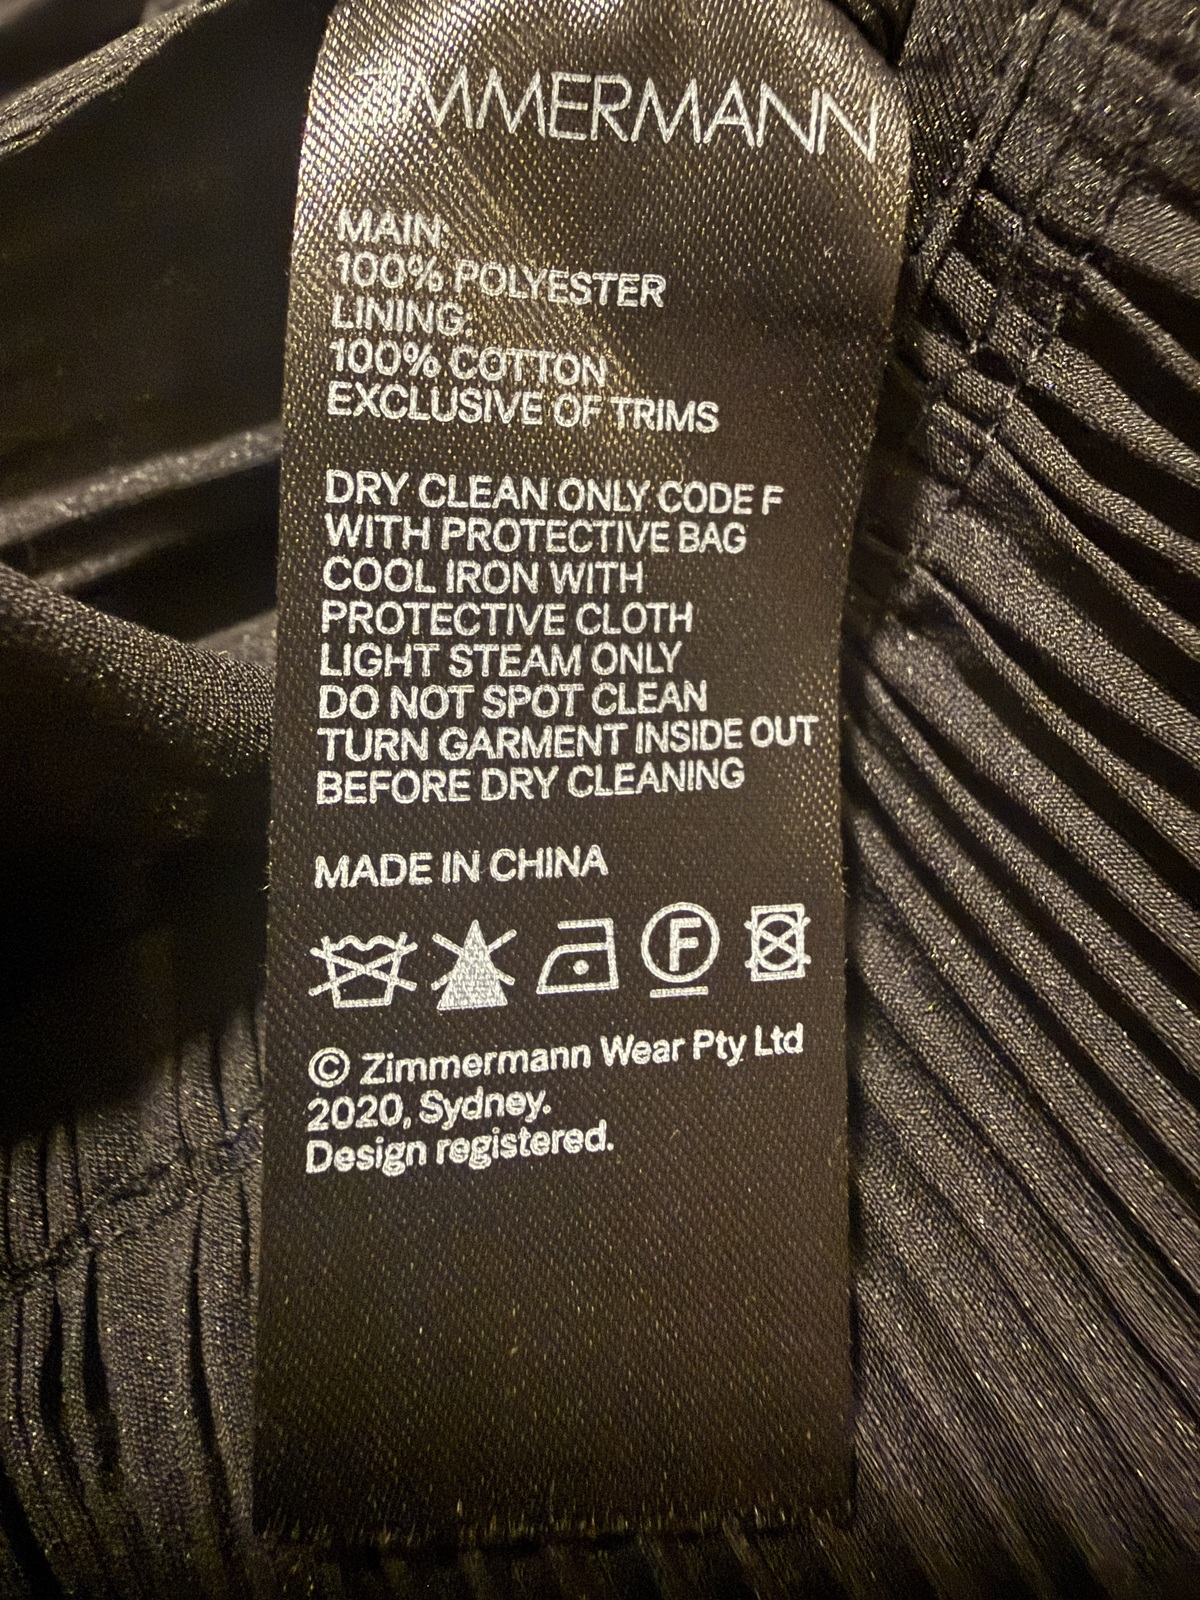 ZIMMERMANN
MAIN:
100% POLYESTER
LINING:
100% COTTON
EXCLUSIVE OF TRIMS
DRY CLEAN ONLY CODE F
WITH PROTECTIVE BAG
COOL IRON WITH
PROTECTIVE CLOTH
LIGHT STEAM ONLY
DO NOT SPOT CLEAN
TURN GARMENT INSIDE OUT
BEFORE DRY CLEANING
MADE IN CHINA
F
© Zimmermann Wear Pty Ltd
2020, Sydney.
Design registered.